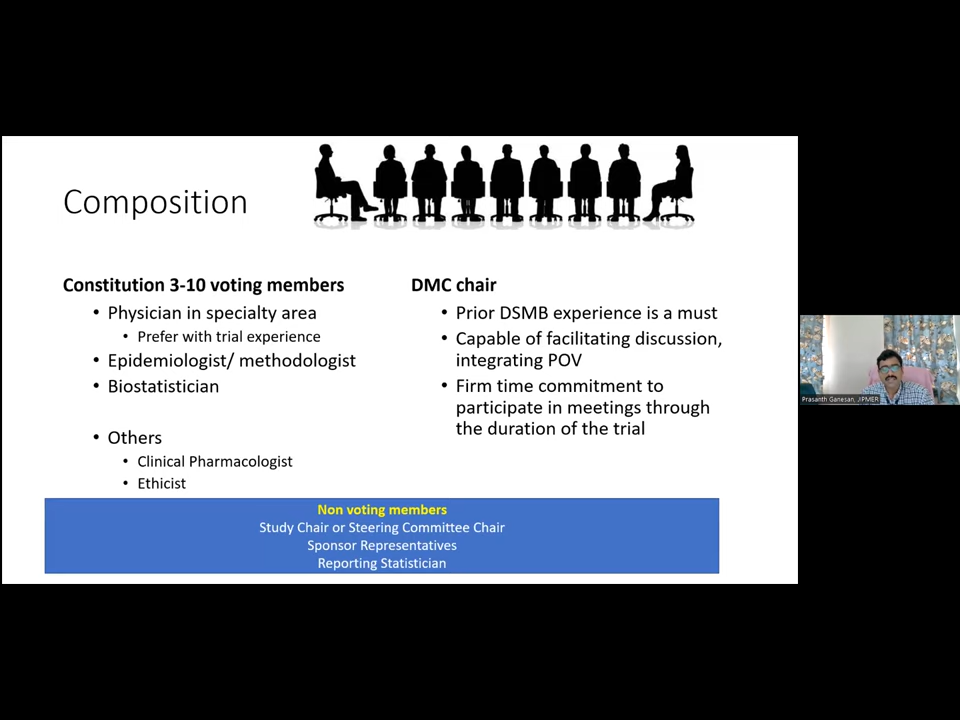 Composition
Constitution 3-10 voting members
• Physician in specialty area
• Prefer with trial experience
• Epidemiologist/ methodologist
• Biostatistician
• Others
• Clinical Pharmacologist
• Ethicist
DMC chair
• Prior DSMB experience is a must
• Capable of facilitating discussion,
integrating POV
• Firm time commitment to
participate in meetings through
the duration of the trial
Non voting members
Study Chair or Steering Committee Chair
Sponsor Representatives
Reporting Statistician
Prasanth Ganesan, JIPMER